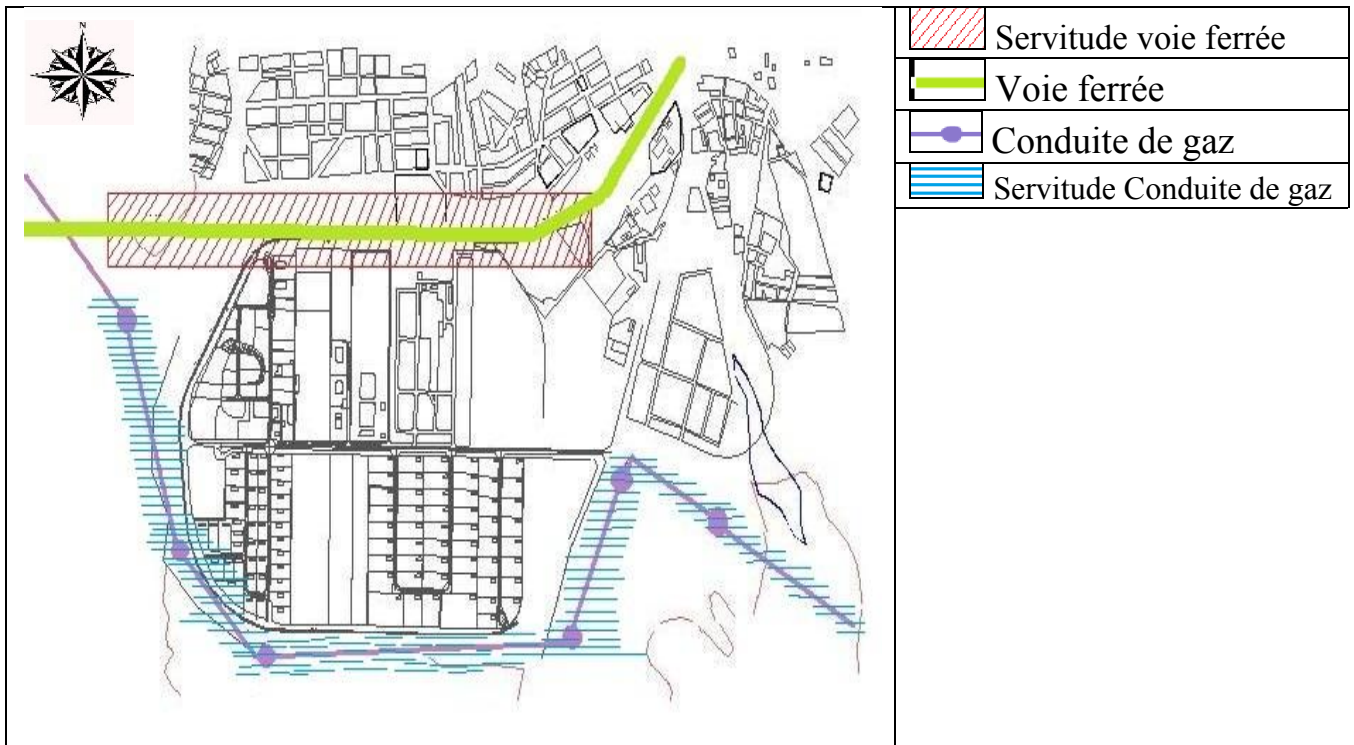 N
Servitude voie ferrée
Voie ferrée
Conduite de gaz
Servitude Conduite de gaz